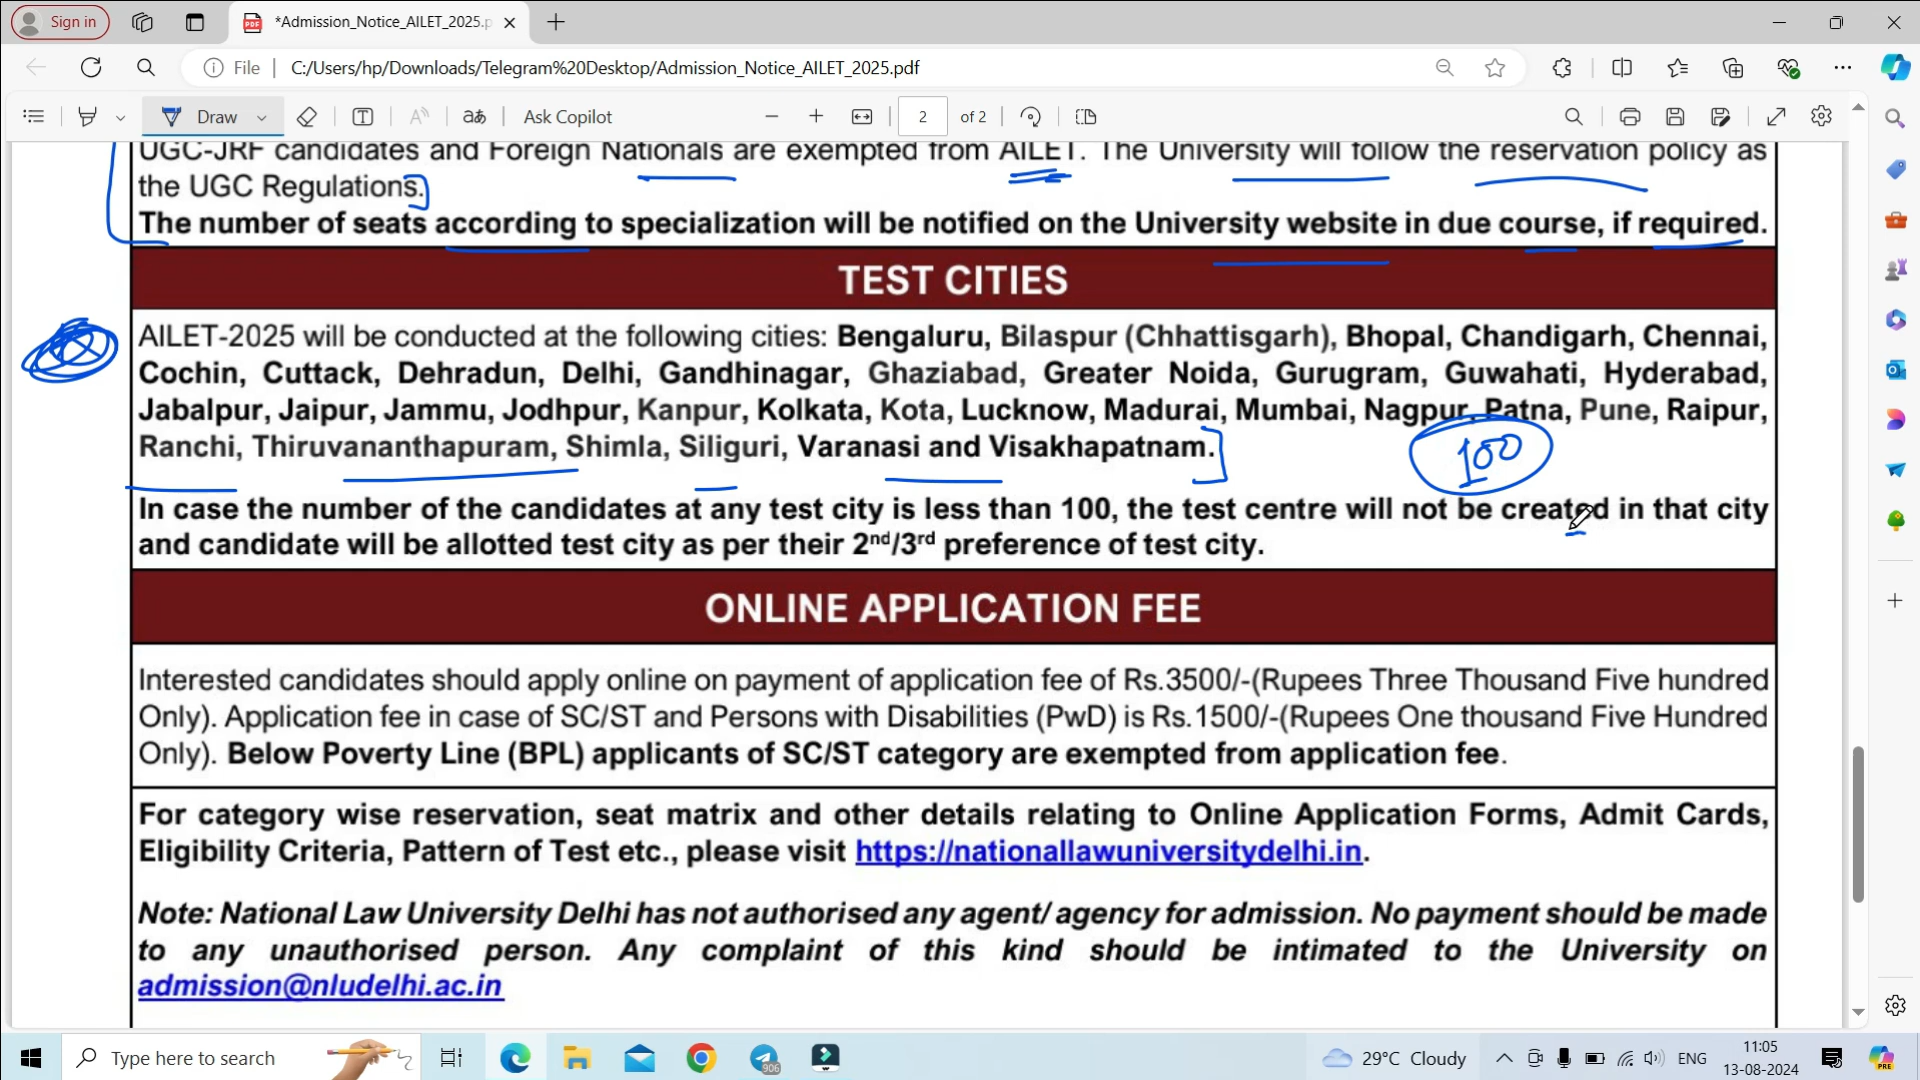 Sign in
*Admission_Notice_AILET_2025.p
File
C:/Users/hp/Downloads/Telegram%20Desktop/Admission_Notice_AILET_2025.pdf
Draw
Ask Copilot
2
of 2
UGC-JRF candidates and Foreign Nationals are exempted from AILET. The University will follow the reservation policy as
the UGC Regulations.
The number of seats according to specialization will be notified on the University website in due course, if required.
TEST CITIES
AILET-2025 will be conducted at the following cities: Bengaluru, Bilaspur (Chhattisgarh), Bhopal, Chandigarh, Chennai,
Cochin, Cuttack, Dehradun, Delhi, Gandhinagar, Ghaziabad, Greater Noida, Gurugram, Guwahati, Hyderabad,
Jabalpur, Jaipur, Jammu, Jodhpur, Kanpur, Kolkata, Kota, Lucknow, Madurai, Mumbai, Nagpur, Patna, Pune, Raipur,
Ranchi, Thiruvananthapuram, Shimla, Siliguri, Varanasi and Visakhapatnam.
100
In case the number of the candidates at any test city is less than 100, the test centre will not be created in that city
and candidate will be allotted test city as per their 2nd/3rd preference of test city.
ONLINE APPLICATION FEE
Interested candidates should apply online on payment of application fee of Rs.3500/-(Rupees Three Thousand Five hundred
Only). Application fee in case of SC/ST and Persons with Disabilities (PwD) is Rs.1500/-(Rupees One thousand Five Hundred
Only). Below Poverty Line (BPL) applicants of SC/ST category are exempted from application fee.
For category wise reservation, seat matrix and other details relating to Online Application Forms, Admit Cards,
Eligibility Criteria, Pattern of Test etc., please visit https://nationallawuniversitydelhi.in.
Note: National Law University Delhi has not authorised any agent/ agency for admission. No payment should be made
to any unauthorised person. Any complaint of this kind should be intimated to the University on
admission@nludelhi.ac.in
Type here to search
906
29°C Cloudy
ENG
11:05
13-08-2024
PRE